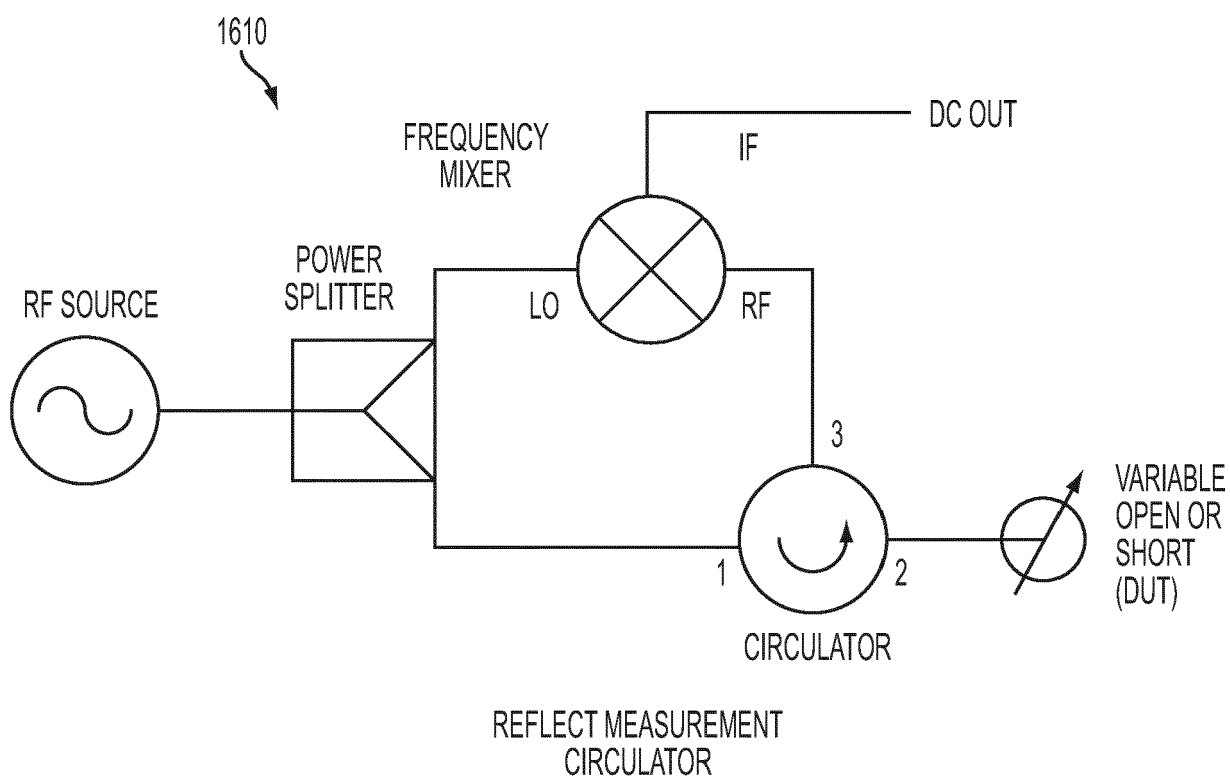 1610
DC OUT
FREQUENCY
MIXER
IF
POWER
SPLITTER
LO
RF
RF SOURCE
3
VARIABLE
OPEN OR
SHORT
(DUT)
1
2
CIRCULATOR
REFLECT MEASUREMENT
CIRCULATOR